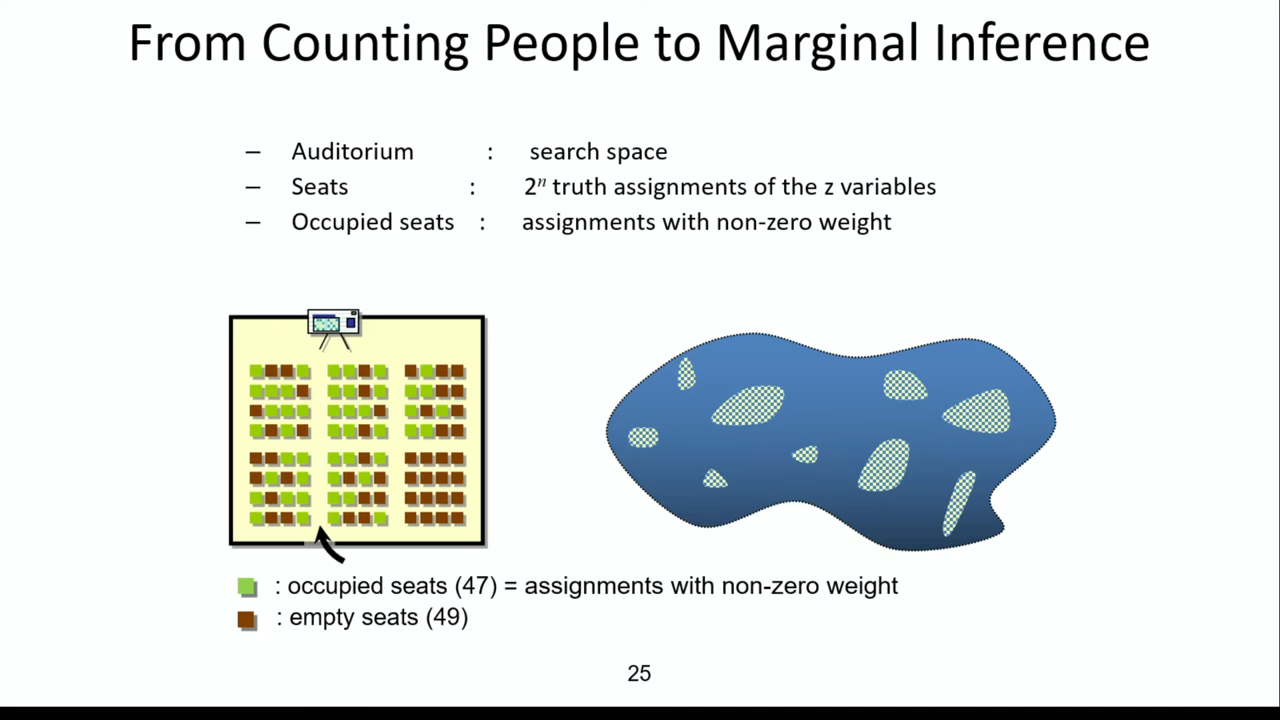 From Counting People to Marginal Inference
– Auditorium : search space
– Seats : 2ⁿ truth assignments of the z variables
– Occupied seats : assignments with non-zero weight
: occupied seats (47) = assignments with non-zero weight
: empty seats (49)
25